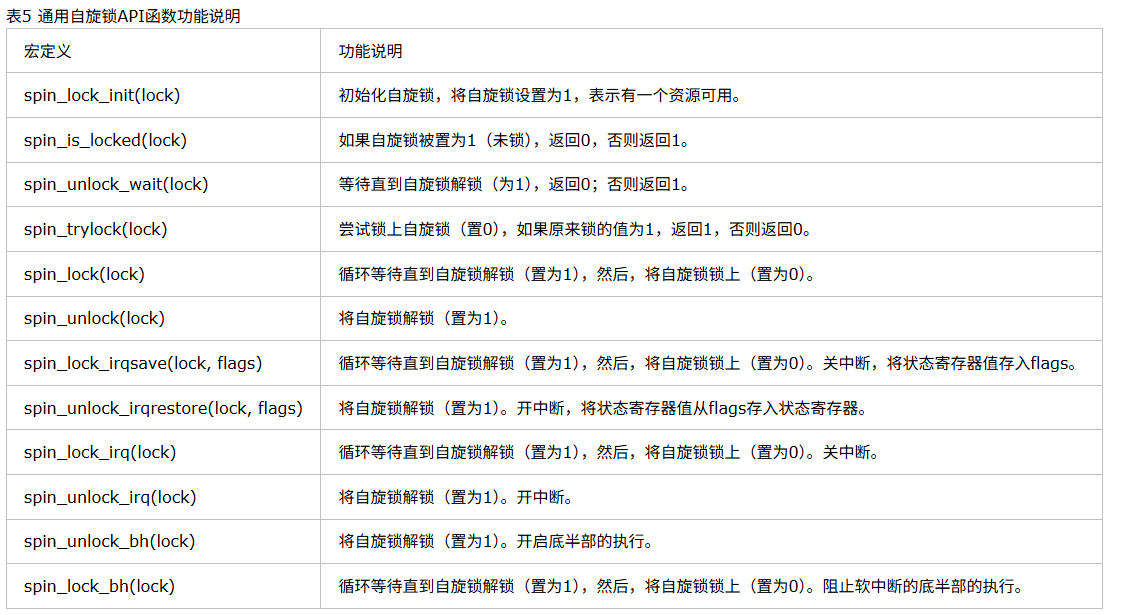 表5 通用自旋锁API函数功能说明
宏定义 功能说明
spin_lock_init(lock) 初始化自旋锁，将自旋锁设置为1，表示有一个资源可用。
spin_is_locked(lock) 如果自旋锁被置为1（未锁），返回0，否则返回1。
spin_unlock_wait(lock) 等待直到自旋锁解锁（为1），返回0；否则返回1。
spin_trylock(lock) 尝试锁上自旋锁（置0），如果原来锁的值为1，返回1，否则返回0。
spin_lock(lock) 循环等待直到自旋锁解锁（置为1），然后，将自旋锁锁上（置为0）。
spin_unlock(lock) 将自旋锁解锁（置为1）。
spin_lock_irqsave(lock, flags) 循环等待直到自旋锁解锁（置为1），然后，将自旋锁锁上（置为0）。关中断，将状态寄存器值存入flags。
spin_unlock_irqrestore(lock, flags) 将自旋锁解锁（置为1）。开中断，将状态寄存器值从flags存入状态寄存器。
spin_lock_irq(lock) 循环等待直到自旋锁解锁（置为1），然后，将自旋锁锁上（置为0）。关中断。
spin_unlock_irq(lock) 将自旋锁解锁（置为1）。开中断。
spin_unlock_bh(lock) 将自旋锁解锁（置为1）。开启底半部的执行。
spin_lock_bh(lock) 循环等待直到自旋锁解锁（置为1），然后，将自旋锁锁上（置为0）。阻止软中断的底半部的执行。